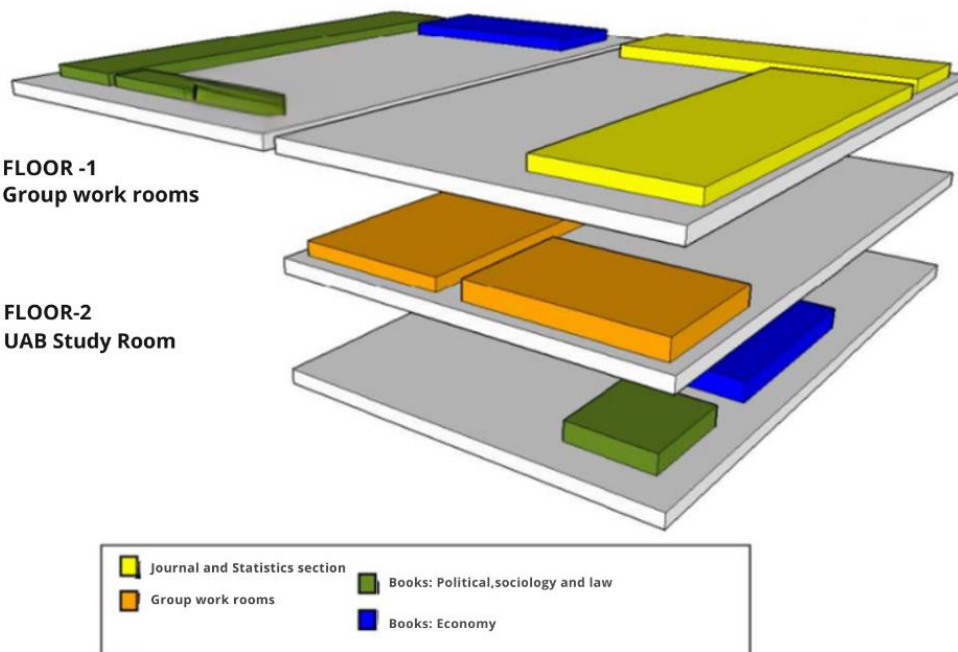 FLOOR -1
Group work rooms
FLOOR-2
UAB Study Room
Journal and Statistics section
Group work rooms
Books: Political,sociology and law
Books: Economy